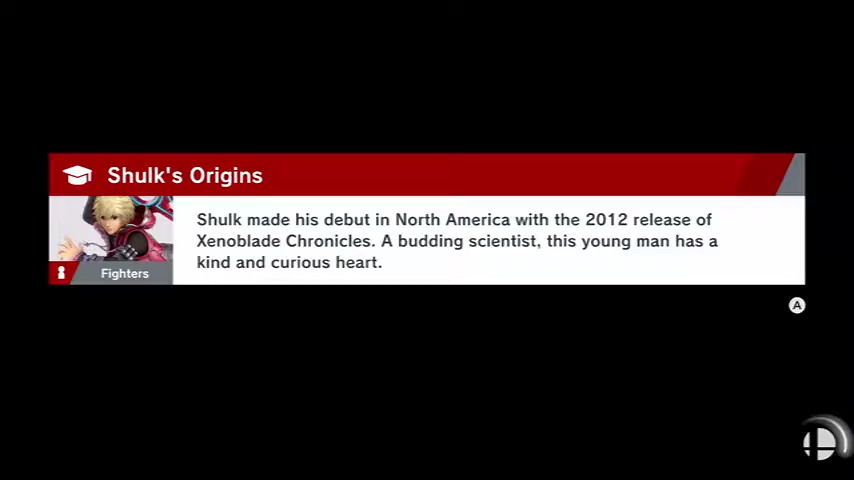 Shulk's Origins
Shulk made his debut in North America with the 2012 release of
Xenoblade Chronicles. A budding scientist, this young man has a
kind and curious heart.
Fighters
A